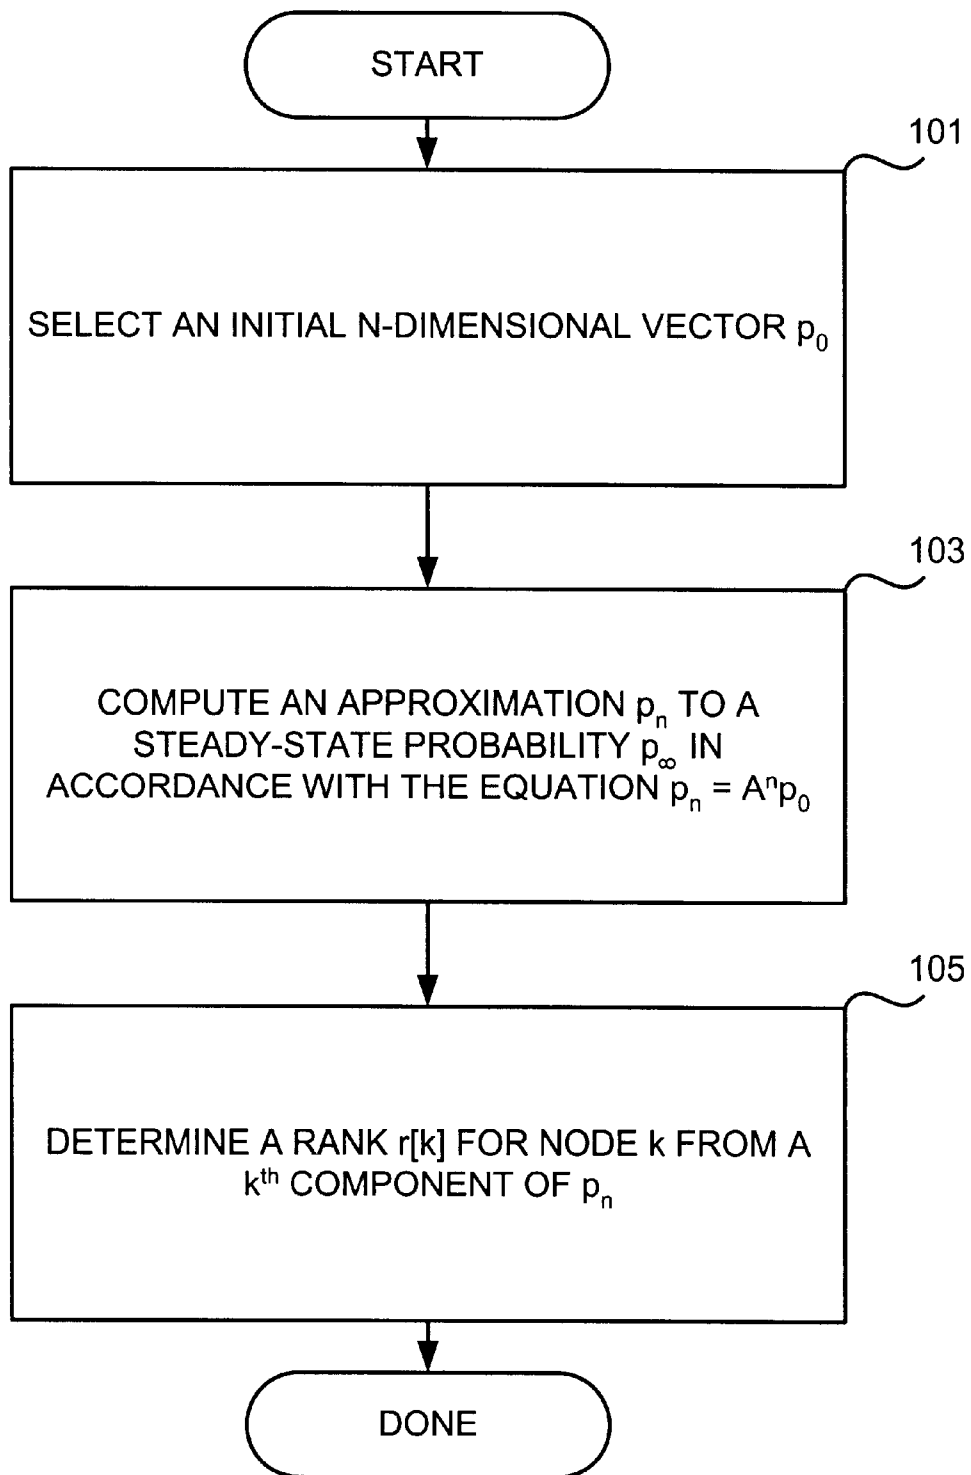 START
101
SELECT AN INITIAL N-DIMENSIONAL VECTOR p₀
103
COMPUTE AN APPROXIMATION pₙ TO A
STEADY-STATE PROBABILITY p∞ IN
ACCORDANCE WITH THE EQUATION pₙ = Aⁿp₀
105
DETERMINE A RANK r[k] FOR NODE k FROM A
kᵗʰ COMPONENT OF pₙ
DONE